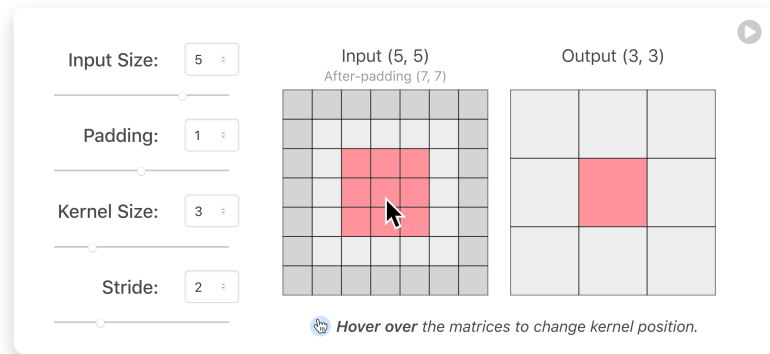 Input Size: 5
Padding: 1
Kernel Size: 3
Stride: 2
Input (5, 5)
After-padding (7, 7)
Output (3, 3)
Hover over the matrices to change kernel position.